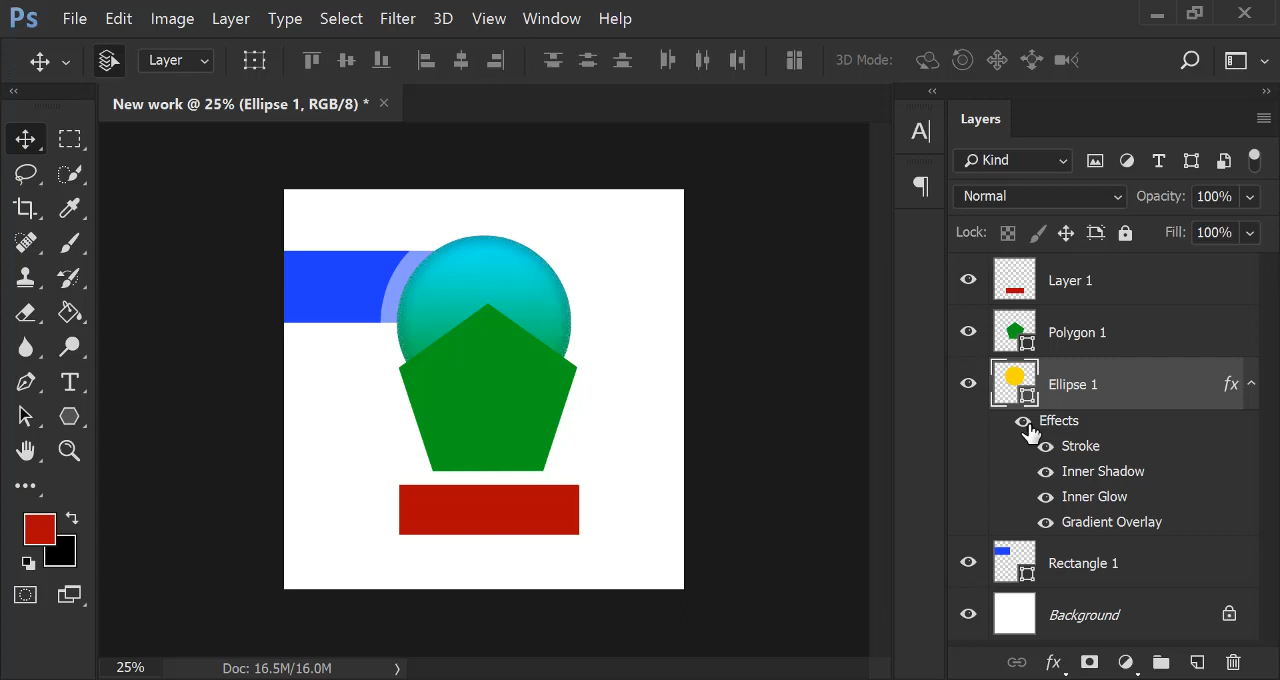 Ps File Edit Image Layer Type Select Filter 3D View Window Help
Layer 3D Mode:
New work @ 25% (Ellipse 1, RGB/8) *
A
Layers
Kind
Normal Opacity: 100%
Lock: Fill: 100%
Layer 1
Polygon 1
Ellipse 1 fx
Effects
Stroke
Inner Shadow
Inner Glow
Gradient Overlay
Rectangle 1
Background
T
25% Doc: 16.5M/16.0M
fx